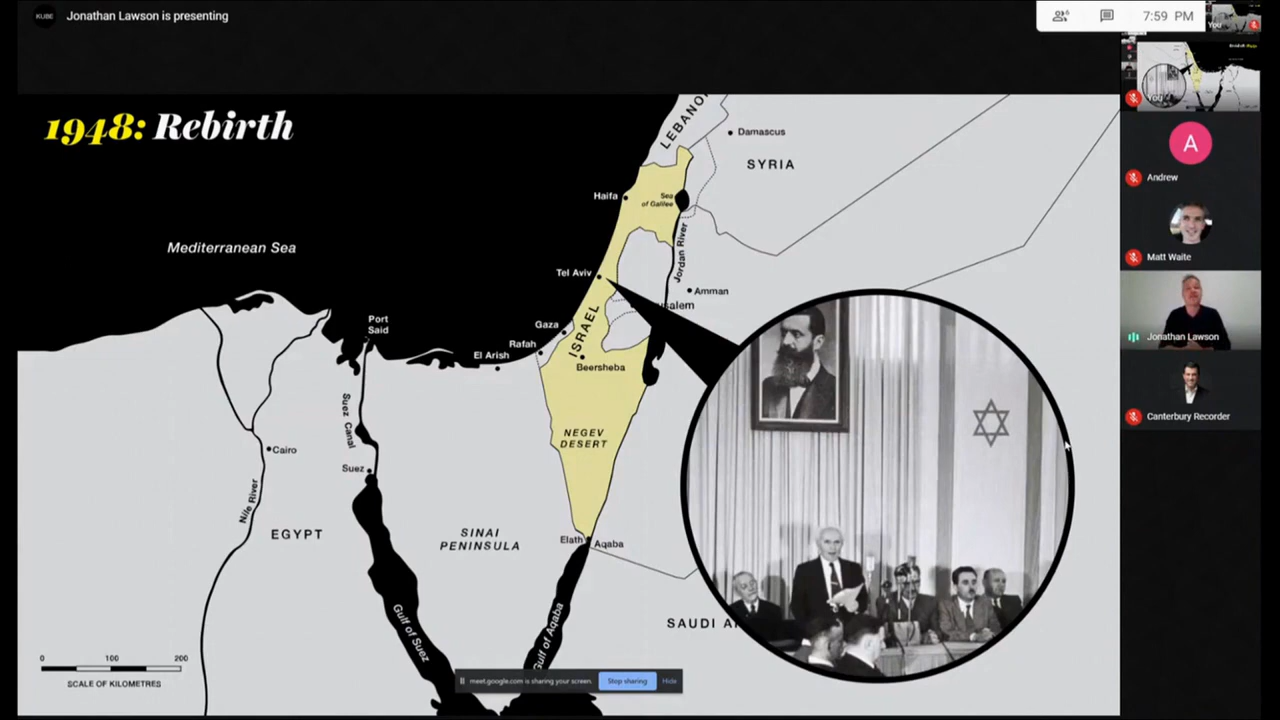 KUBE
Jonathan Lawson is presenting
7:59 PM
You
1948: Rebirth
LEBANON
Damascus
SYRIA
Haifa
Sea
of Galilee
Mediterranean Sea
Jordan River
Tel Aviv
Amman
Gaza
ISRAEL
Port
Said
Rafah
El Arish
Beersheba
Suez Canal
NEGEV
DESERT
Cairo
Suez
Nile River
EGYPT
SINAI
PENINSULA
Elath
Aqaba
SAUDI A
Gulf of Suez
Gulf of Aqaba
0 100 200
SCALE OF KILOMETRES
meet.google.com is sharing your screen.
Stop sharing
Hide
You
A
Andrew
Matt Waite
Jonathan Lawson
Canterbury Recorder